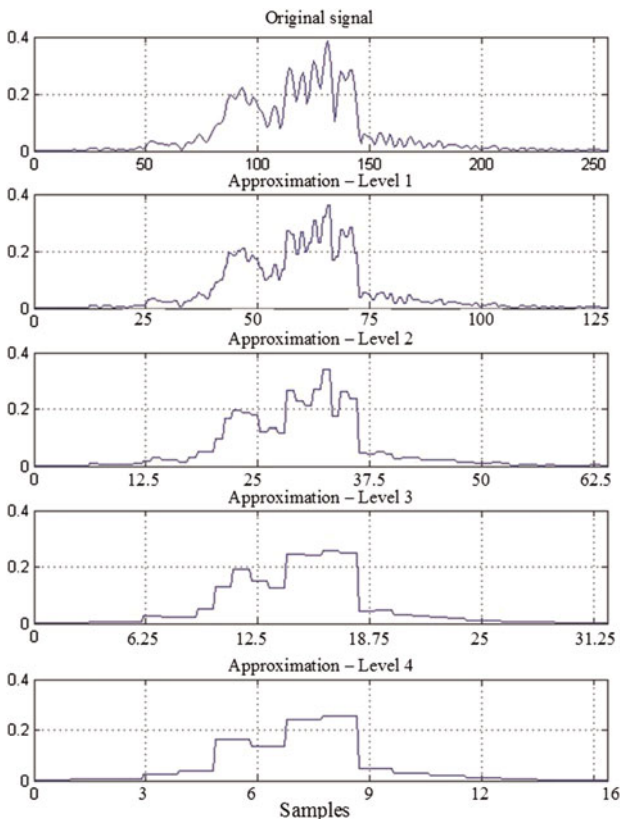 Original signal
0.4
0.2
0
0 50 100 150 200 250
Approximation – Level 1
0.4
0.2
0
0 25 50 75 100 125
Approximation – Level 2
0.4
0.2
0
0 12.5 25 37.5 50 62.5
Approximation – Level 3
0.4
0.2
0
0 6.25 12.5 18.75 25 31.25
Approximation – Level 4
0.4
0.2
0
0 3 6 9 12 16
Samples